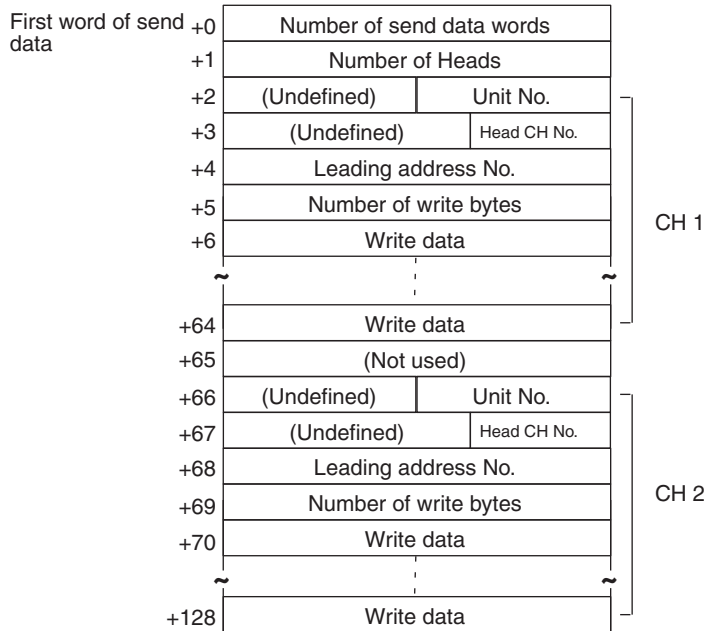 First word of send data
+0 Number of send data words
+1 Number of Heads
+2 (Undefined) Unit No.
+3 (Undefined) Head CH No.
+4 Leading address No.
+5 Number of write bytes
+6 Write data
CH 1
~ ~
+64 Write data
+65 (Not used)
+66 (Undefined) Unit No.
+67 (Undefined) Head CH No.
+68 Leading address No.
+69 Number of write bytes
CH 2
+70 Write data
~ ~
+128 Write data